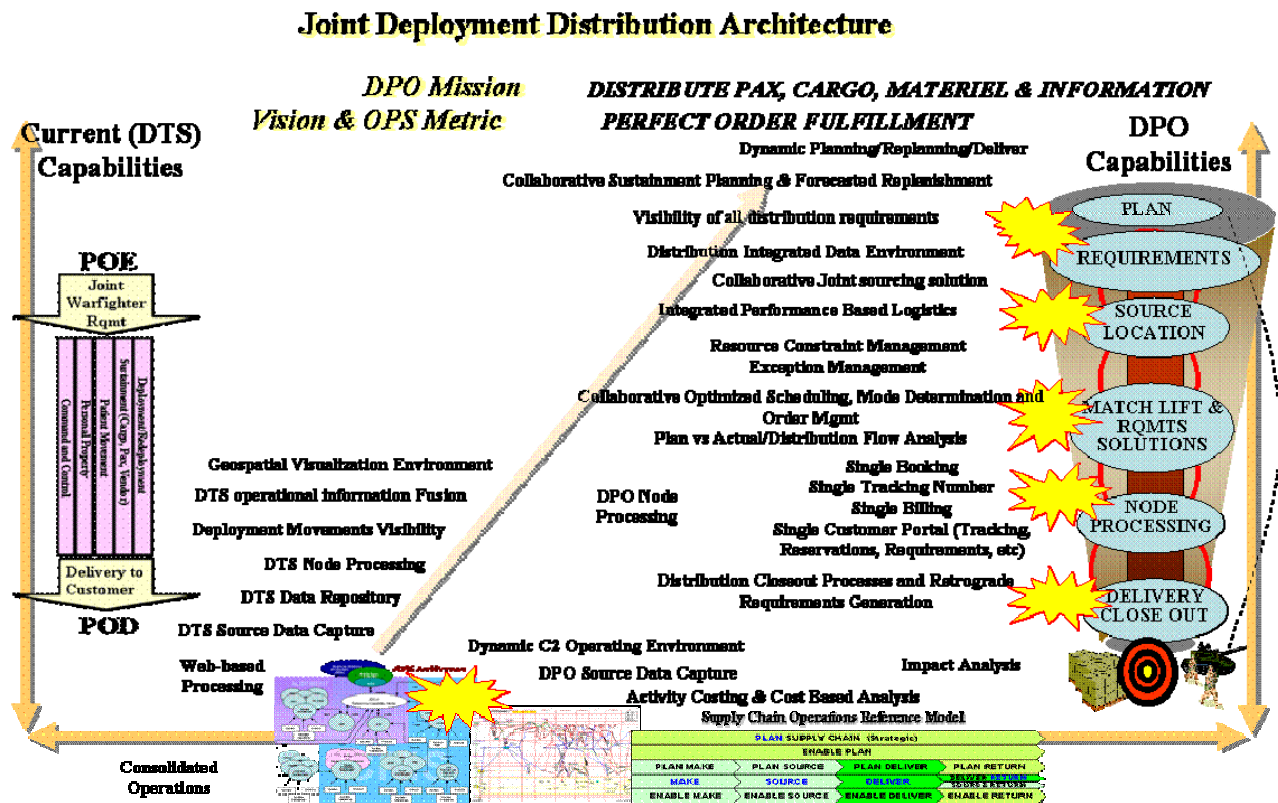 Joint Deployment Distribution Architecture
DPO Mission
Vision & OPS Metric
DISTRIBUTE PAX, CARGO, MATERIEL & INFORMATION
PERFECT ORDER FULFILLMENT
Current (DTS)
Capabilities
DPO
Capabilities
Dynamic Planning/Replanning/Deliver
Collaborative Sustainment Planning & Forecasted Replenishment
Visibility of all distribution requirements
Distribution Integrated Data Environment
Collaborative Joint sourcing solution
Integrated Performance Based Logistics
Resource Constraint Management
Exception Management
Collaborative Optimized Scheduling, Mode Determination and
Order Mgmt
Plan vs Actual/Distribution Flow Analysis
Single Booking
Single Tracking Number
Single Billing
Single Customer Portal (Tracking,
Reservations, Requirements, etc)
DPO Node
Processing
Distribution Closeout Processes and Retrograde
Requirements Generation
POE
Joint
Warfighter
Rqmt
Deployment/Redeployment
Sustainment (Cargo, Pax, Vendor)
Patient Movement
Personal Property
Command and Control
Delivery to
Customer
POD
Geospatial Visualization Environment
DTS operational information Fusion
Deployment Movements Visibility
DTS Node Processing
DTS Data Repository
DTS Source Data Capture
Web-based
Processing
Dynamic C2 Operating Environment
DPO Source Data Capture
Impact Analysis
Activity Costing & Cost Based Analysis
PLAN
REQUIREMENTS
SOURCE
LOCATION
MATCH LIFT &
RQMTS
SOLUTIONS
NODE
PROCESSING
DELIVERY
CLOSE OUT
Supply Chain Operations Reference Model
PLAN SUPPLY CHAIN (Strategic)
ENABLE PLAN
PLAN MAKE PLAN SOURCE PLAN DELIVER PLAN RETURN
MAKE SOURCE DELIVER DELIVER RETURN
SOURCE RETURN
ENABLE MAKE ENABLE SOURCE ENABLE DELIVER ENABLE RETURN
Consolidated
Operations